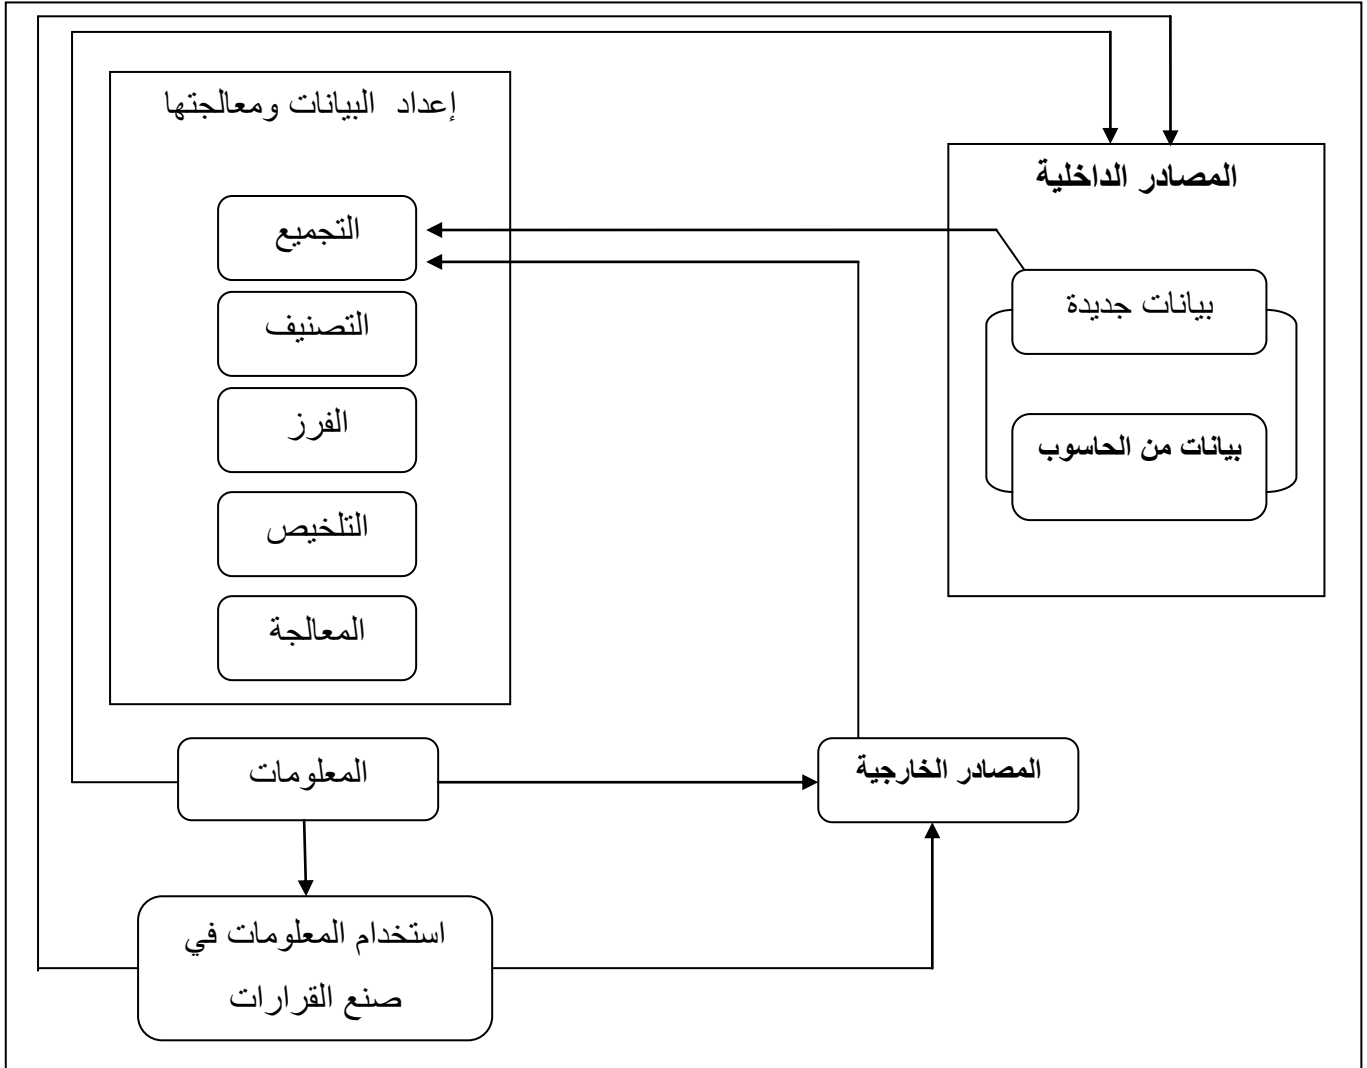 إعداد البيانات ومعالجتها
المصادر الداخلية
التجميع
بيانات جديدة
التصنيف
الفرز
بيانات من الحاسوب
التلخيص
المعالجة
المصادر الخارجية
المعلومات
استخدام المعلومات في
صنع القرارات